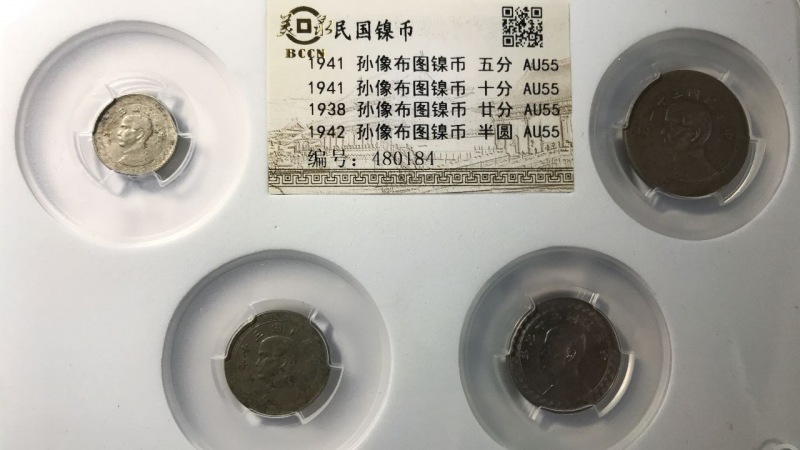 美泉 民国镍币
BCCN
1941 孙像布图镍币 五分 AU55
1941 孙像布图镍币 十分 AU55
1938 孙像布图镍币 廿分 AU55
1942 孙像布图镍币 半圆 AU55
编号：480184